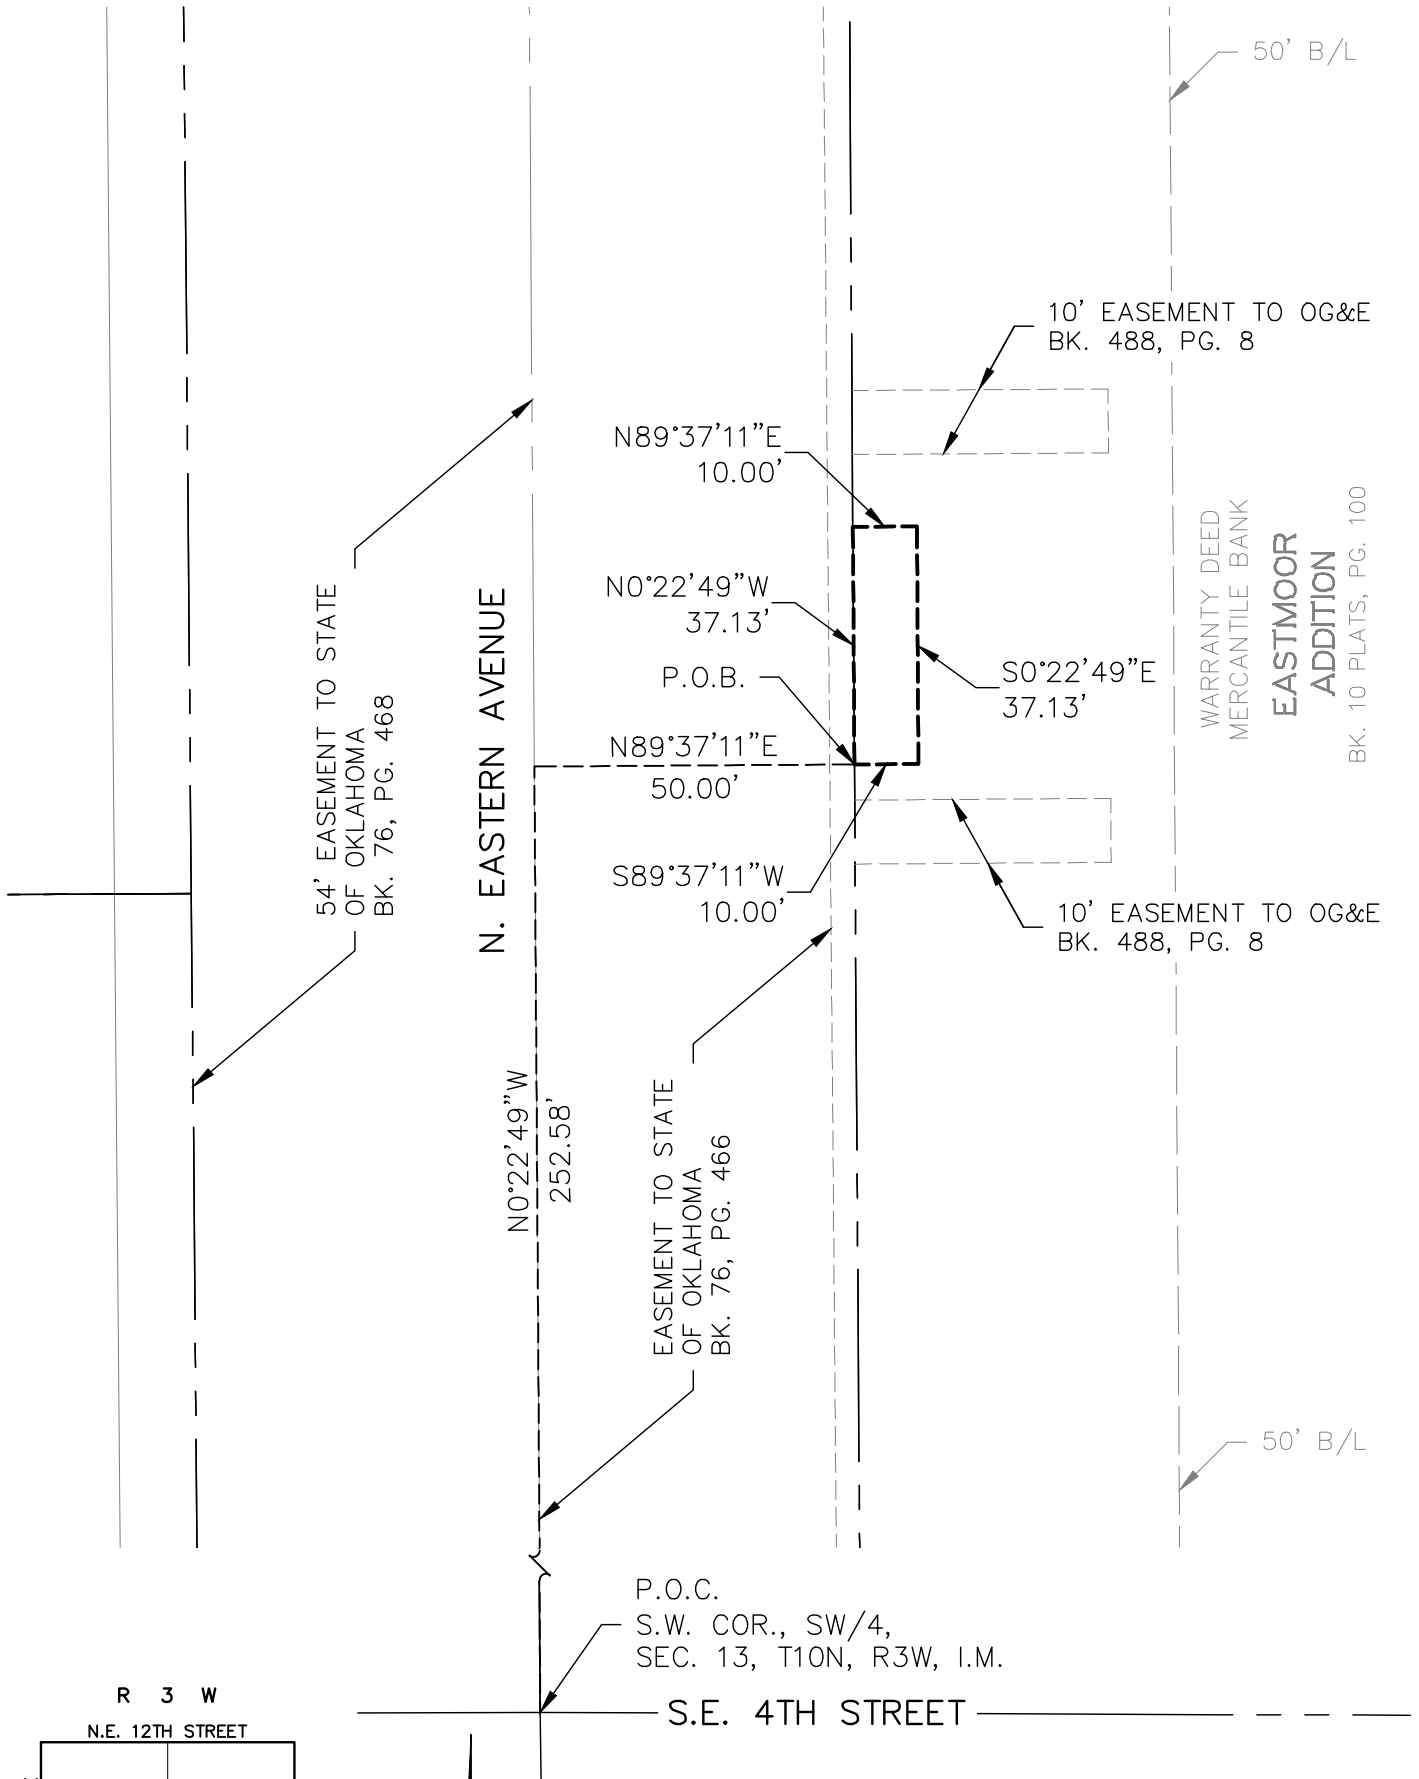 50' B/L
10' EASEMENT TO OG&E
BK. 488, PG. 8
N89°37'11"E
10.00'
N0°22'49"W
37.13'
P.O.B.
S0°22'49"E
37.13'
N89°37'11"E
50.00'
S89°37'11"W
10.00'
10' EASEMENT TO OG&E
BK. 488, PG. 8
54' EASEMENT TO STATE
OF OKLAHOMA
BK. 76, PG. 468
N. EASTERN AVENUE
WARRANTY DEED
MERCANTILE BANK
EASTMOOR
ADDITION
BK. 10 PLATS, PG. 100
N0°22'49"W
252.58'
EASEMENT TO STATE
OF OKLAHOMA
BK. 76, PG. 466
50' B/L
P.O.C.
S.W. COR., SW/4,
SEC. 13, T10N, R3W, I.M.
S.E. 4TH STREET
R 3 W
N.E. 12TH STREET